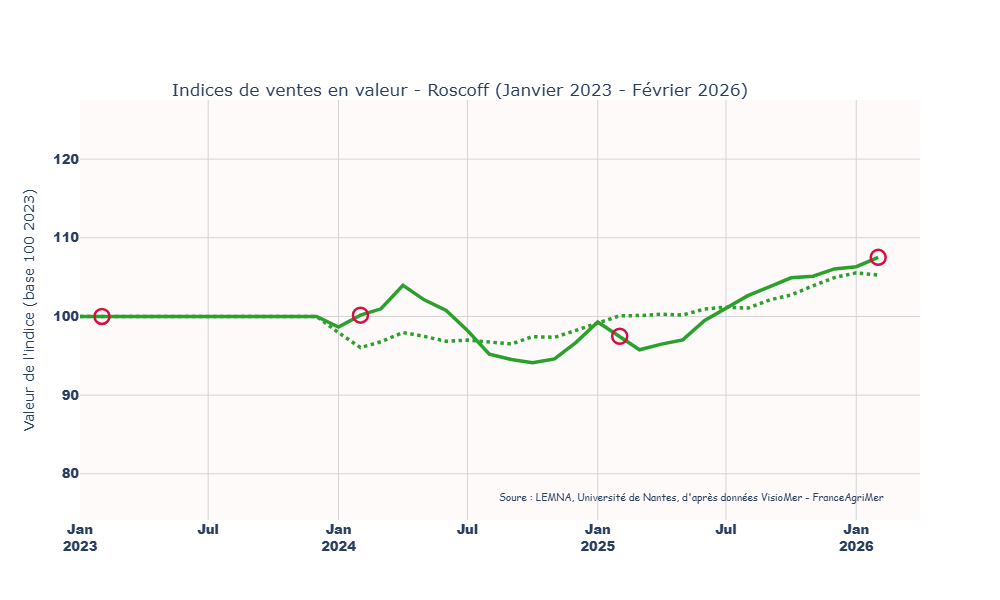 Indices de ventes en valeur - Roscoff (Janvier 2023 - Février 2026)
Valeur de l'indice (base 100 2023)
120
110
100
90
80
Soure : LEMNA, Université de Nantes, d'après données VisioMer - FranceAgriMer
Jan Jul Jan Jul Jan Jul Jan
2023 2024 2025 2026